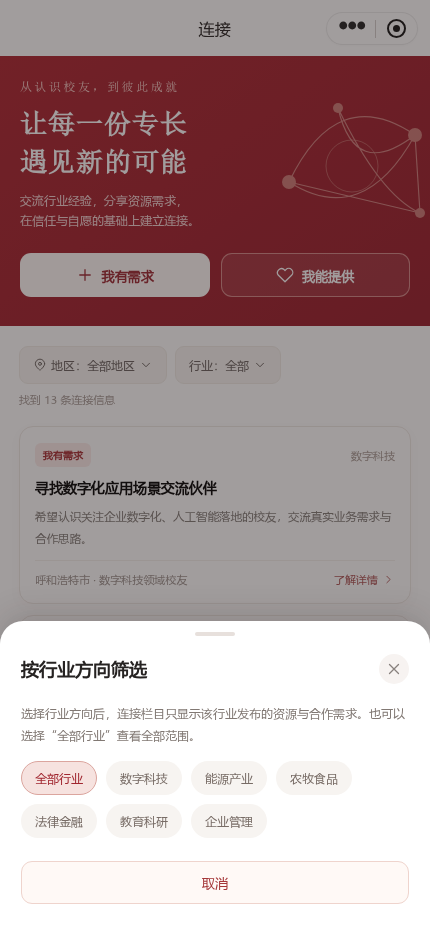 连接
从认识校友，到彼此成就
让每一份专长
遇见新的可能
交流行业经验，分享资源需求，
在信任与自愿的基础上建立连接。
我有需求
我能提供
地区：全部地区
行业：全部
找到 13 条连接信息
我有需求
数字科技
寻找数字化应用场景交流伙伴
希望认识关注企业数字化、人工智能落地的校友，交流真实业务需求与
合作思路。
呼和浩特市 · 数字科技领域校友
了解详情
按行业方向筛选
选择行业方向后，连接栏目只显示该行业发布的资源与合作需求。也可以
选择“全部行业”查看全部范围。
全部行业
数字科技
能源产业
农牧食品
法律金融
教育科研
企业管理
取消